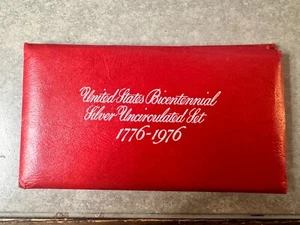 United States Bicentennial
Silver Uncirculated Set
1776-1976